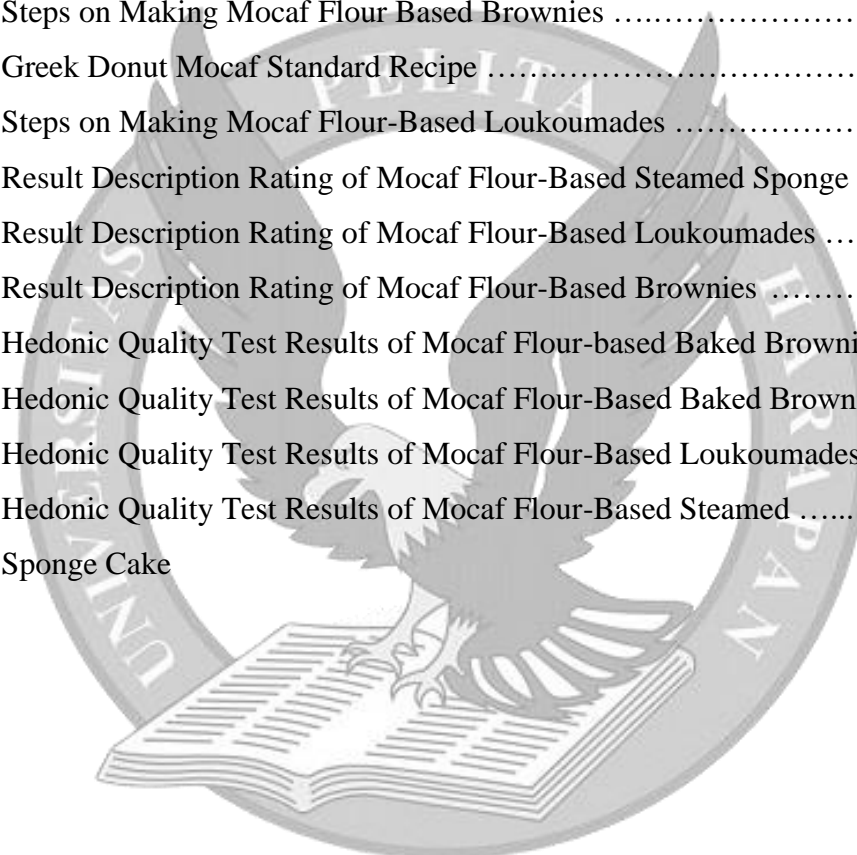 Steps on Making Mocaf Flour Based Brownies …..…………………
Greek Donut Mocaf Standard Recipe …….……………………………
Steps on Making Mocaf Flour-Based Loukoumades ………………
Result Description Rating of Mocaf Flour-Based Steamed Sponge
Result Description Rating of Mocaf Flour-Based Loukoumades …
Result Description Rating of Mocaf Flour-Based Brownies ………
Hedonic Quality Test Results of Mocaf Flour-based Baked Browni
Hedonic Quality Test Results of Mocaf Flour-Based Baked Brown
Hedonic Quality Test Results of Mocaf Flour-Based Loukoumades
Hedonic Quality Test Results of Mocaf Flour-Based Steamed …...
Sponge Cake
UNIVERSITAS PELITA HARAPAN